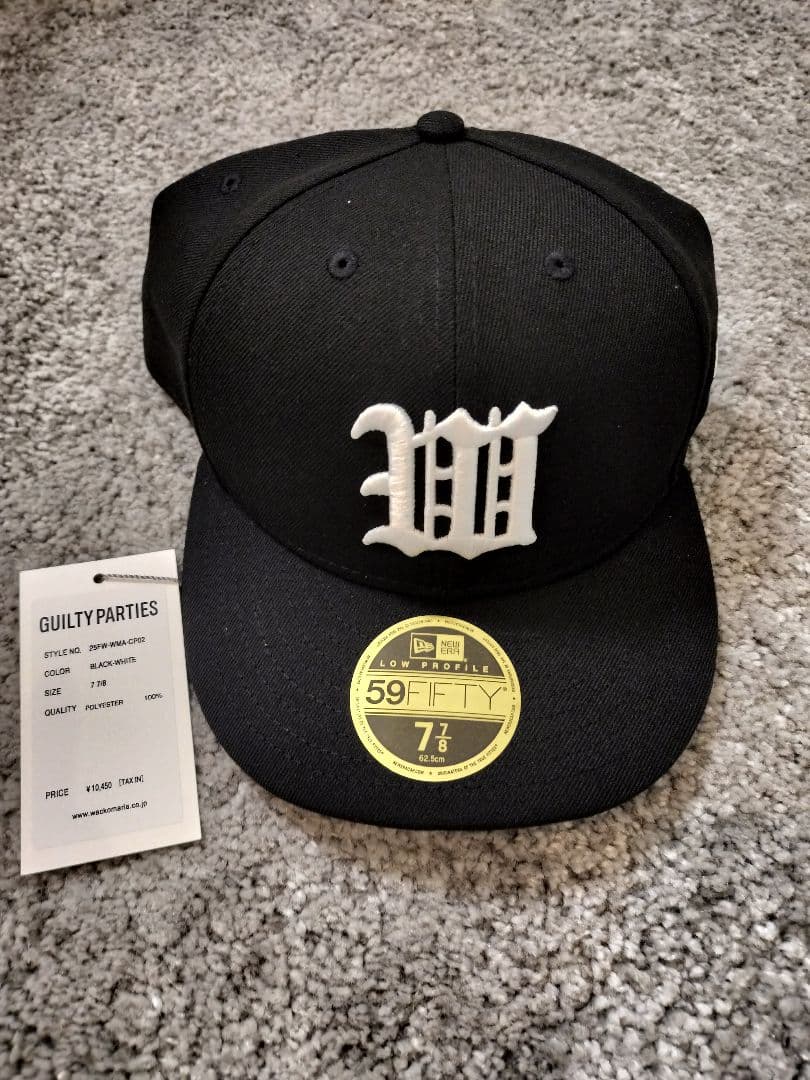 W
GUILTY PARTIES
STYLE NO. 25FW-WMA-CP02
COLOR BLACK-WHITE
SIZE 7 7/8
QUALITY POLYESTER 100%
PRICE ¥10,450 [TAX IN]
www.wackomaria.co.jp
NEW ERA
LOW PROFILE
59FIFTY
7 7/8
62.5cm